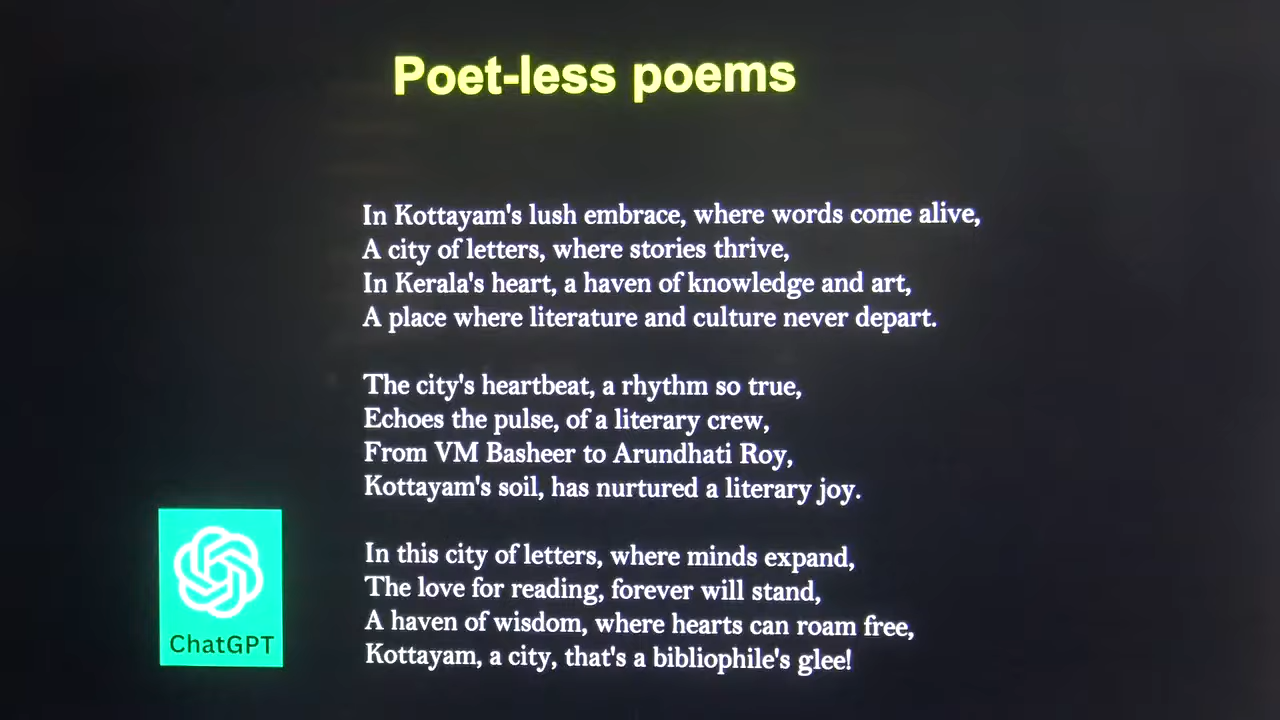 Poet-less poems
In Kottayam's lush embrace, where words come alive,
A city of letters, where stories thrive,
In Kerala's heart, a haven of knowledge and art,
A place where literature and culture never depart.
The city's heartbeat, a rhythm so true,
Echoes the pulse, of a literary crew,
From VM Basheer to Arundhati Roy,
Kottayam's soil, has nurtured a literary joy.
In this city of letters, where minds expand,
The love for reading, forever will stand,
A haven of wisdom, where hearts can roam free,
Kottayam, a city, that's a bibliophile's glee!
ChatGPT